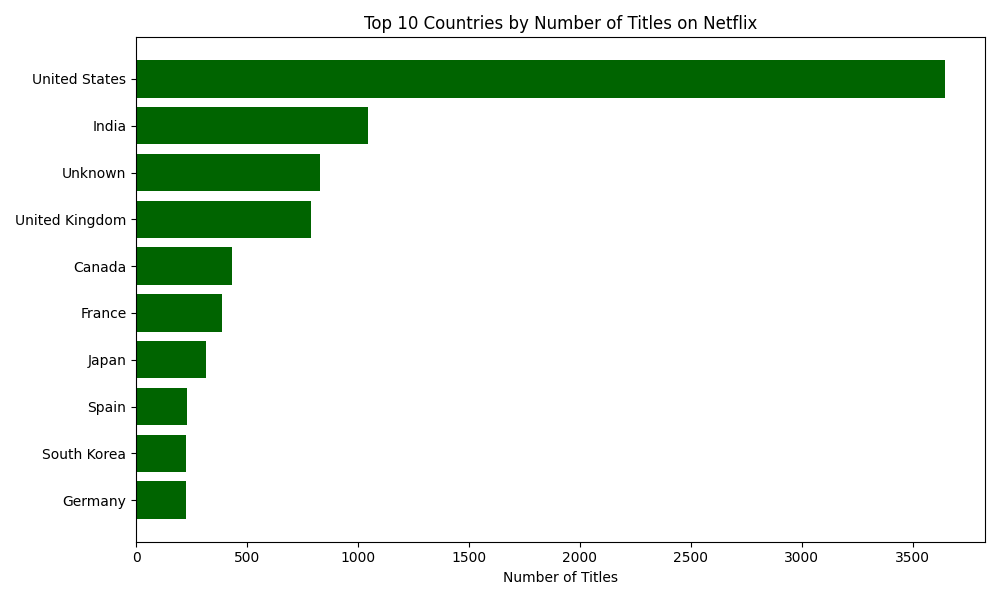 Top 10 Countries by Number of Titles on Netflix
United States
India
Unknown
United Kingdom
Canada
France
Japan
Spain
South Korea
Germany
0 500 1000 1500 2000 2500 3000 3500
Number of Titles